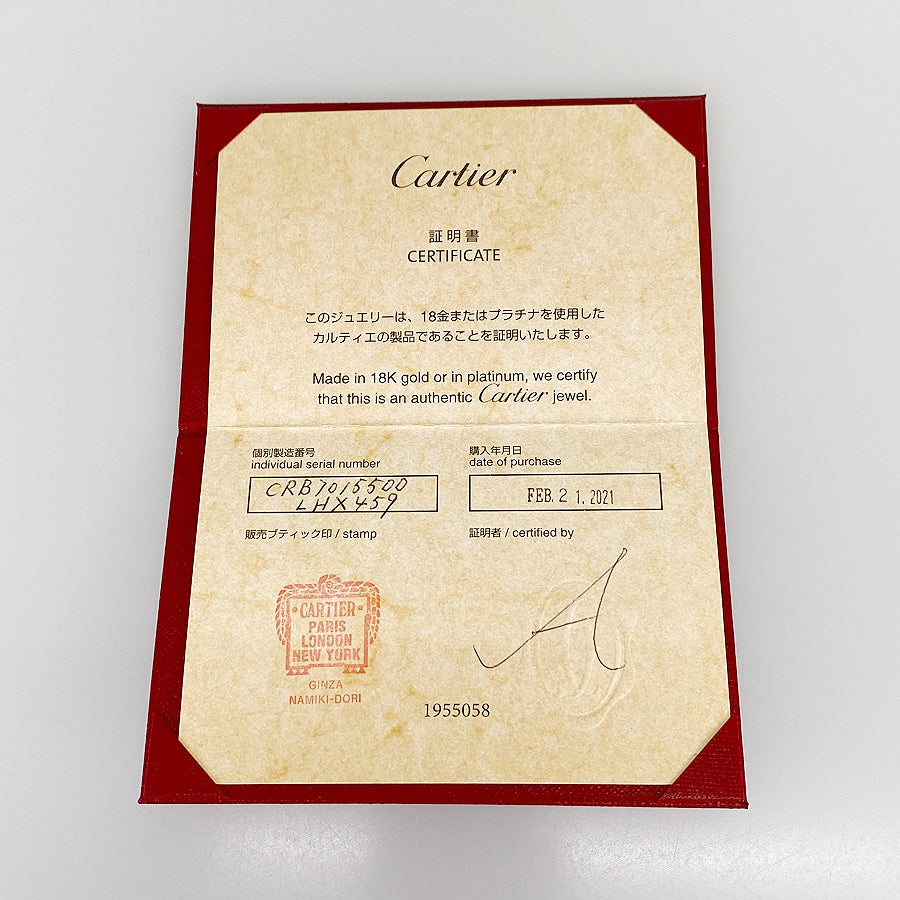 Cartier
証明書
CERTIFICATE
このジュエリーは、18金またはプラチナを使用した
カルティエの製品であることを証明いたします。
Made in 18K gold or in platinum, we certify
that this is an authentic Cartier jewel.
個別製造番号
individual serial number
CRB7015500
LHX459
購入年月日
date of purchase
FEB. 2 1. 2021
販売ブティック印 / stamp
証明者 / certified by
CARTIER
PARIS
LONDON
NEW YORK
GINZA
NAMIKI-DORI
1955058